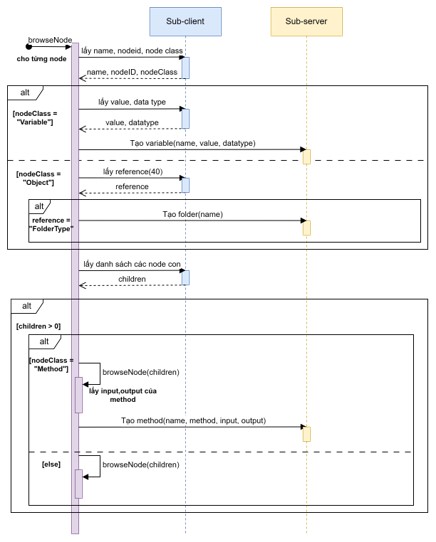 Sub-client
Sub-server
browseNode
cho từng node
lấy name, nodeid, node class
name, nodeID, nodeClass
alt
[nodeClass =
"Variable"]
lấy value, data type
value, datatype
Tạo variable(name, value, datatype)
[nodeClass =
"Object"]
lấy reference(40)
reference
alt
reference =
"FolderType"
Tạo folder(name)
lấy danh sách các node con
children
alt
[children > 0]
alt
[nodeClass =
"Method"]
browseNode(children)
lấy input,output của
method
Tạo method(name, method, input, output)
[else]
browseNode(children)